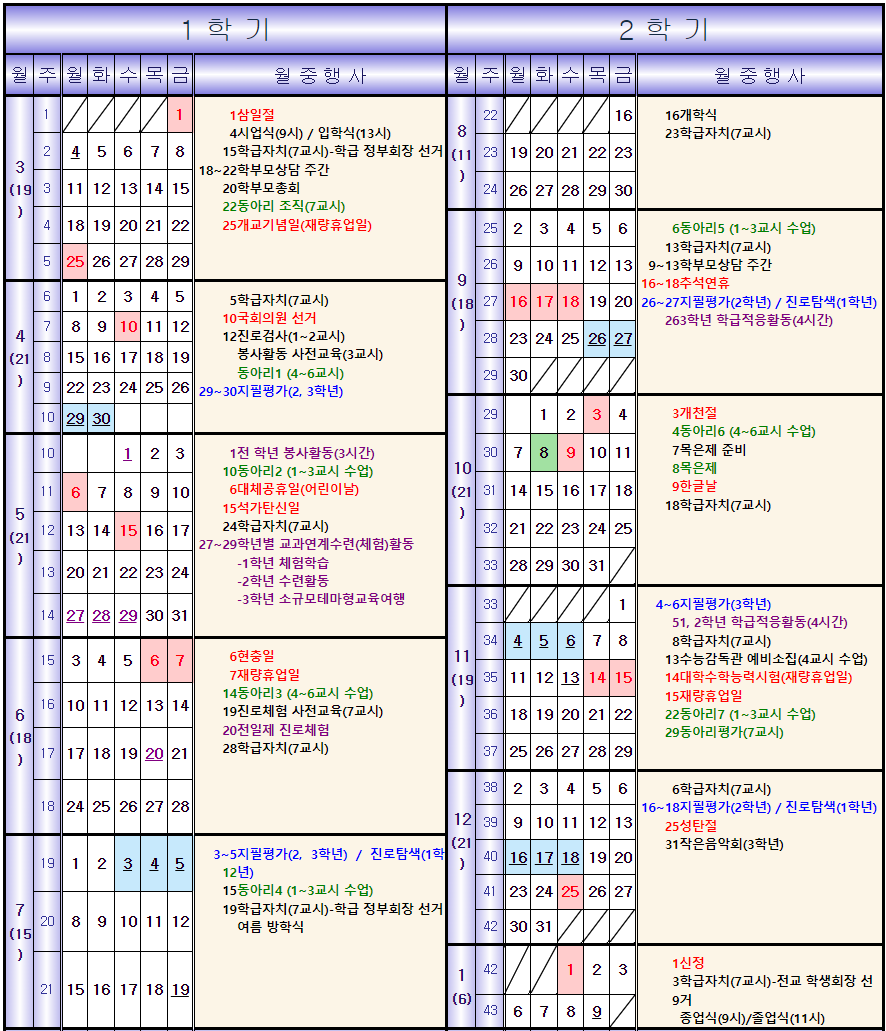 1 학 기
월 주 월 화 수 목 금 월 중 행 사
3
(19
)
1 1
2 4 5 6 7 8
3 11 12 13 14 15
4 18 19 20 21 22
5 25 26 27 28 29
1삼일절
4시업식(9시) / 입학식(13시)
15학급자치(7교시)-학급 정부회장 선거
18~22학부모상담 주간
20학부모총회
22동아리 조직(7교시)
25개교기념일(재량휴업일)
4
(21
)
6 1 2 3 4 5
7 8 9 10 11 12
8 15 16 17 18 19
9 22 23 24 25 26
10 29 30
5학급자치(7교시)
10국회의원 선거
12진로검사(1~2교시)
봉사활동 사전교육(3교시)
동아리1 (4~6교시)
29~30지필평가(2, 3학년)
5
(21
)
10 1 2 3
11 6 7 8 9 10
12 13 14 15 16 17
13 20 21 22 23 24
14 27 28 29 30 31
1전 학년 봉사활동(3시간)
10동아리2 (1~3교시 수업)
6대체공휴일(어린이날)
15석가탄신일
24학급자치(7교시)
27~29학년별 교과연계수련(체험)활동
-1학년 체험학습
-2학년 수련활동
-3학년 소규모테마형교육여행
6
(18
)
15 3 4 5 6 7
16 10 11 12 13 14
17 17 18 19 20 21
18 24 25 26 27 28
6현충일
7재량휴업일
14동아리3 (4~6교시 수업)
19진로체험 사전교육(7교시)
20전일제 진로체험
28학급자치(7교시)
7
(15
)
19 1 2 3 4 5
20 8 9 10 11 12
21 15 16 17 18 19
3~5지필평가(2, 3학년) / 진로탐색(1학
12년)
15동아리4 (1~3교시 수업)
19학급자치(7교시)-학급 정부회장 선거
여름 방학식
2 학 기
월 주 월 화 수 목 금 월 중 행 사
8
(11
)
22 16
23 19 20 21 22 23
24 26 27 28 29 30
16개학식
23학급자치(7교시)
9
(18
)
25 2 3 4 5 6
26 9 10 11 12 13
27 16 17 18 19 20
28 23 24 25 26 27
29 30
6동아리5 (1~3교시 수업)
13학급자치(7교시)
9~13학부모상담 주간
16~18추석연휴
26~27지필평가(2학년) / 진로탐색(1학년)
263학년 학급적응활동(4시간)
10
(21
)
29 1 2 3 4
30 7 8 9 10 11
31 14 15 16 17 18
32 21 22 23 24 25
33 28 29 30 31
3개천절
4동아리6 (4~6교시 수업)
7목은제 준비
8목은제
9한글날
18학급자치(7교시)
11
(19
)
33 1
34 4 5 6 7 8
35 11 12 13 14 15
36 18 19 20 21 22
37 25 26 27 28 29
4~6지필평가(3학년)
51, 2학년 학급적응활동(4시간)
8학급자치(7교시)
13수능감독관 예비소집(4교시 수업)
14대학수학능력시험(재량휴업일)
15재량휴업일
22동아리7 (1~3교시 수업)
29동아리평가(7교시)
12
(21
)
38 2 3 4 5 6
39 9 10 11 12 13
40 16 17 18 19 20
41 23 24 25 26 27
42 30 31
6학급자치(7교시)
16~18지필평가(2학년) / 진로탐색(1학년)
25성탄절
31작은음악회(3학년)
1
(6)
42 1 2 3
43 6 7 8 9
1신정
3학급자치(7교시)-전교 학생회장 선
9거
종업식(9시)/졸업식(11시)